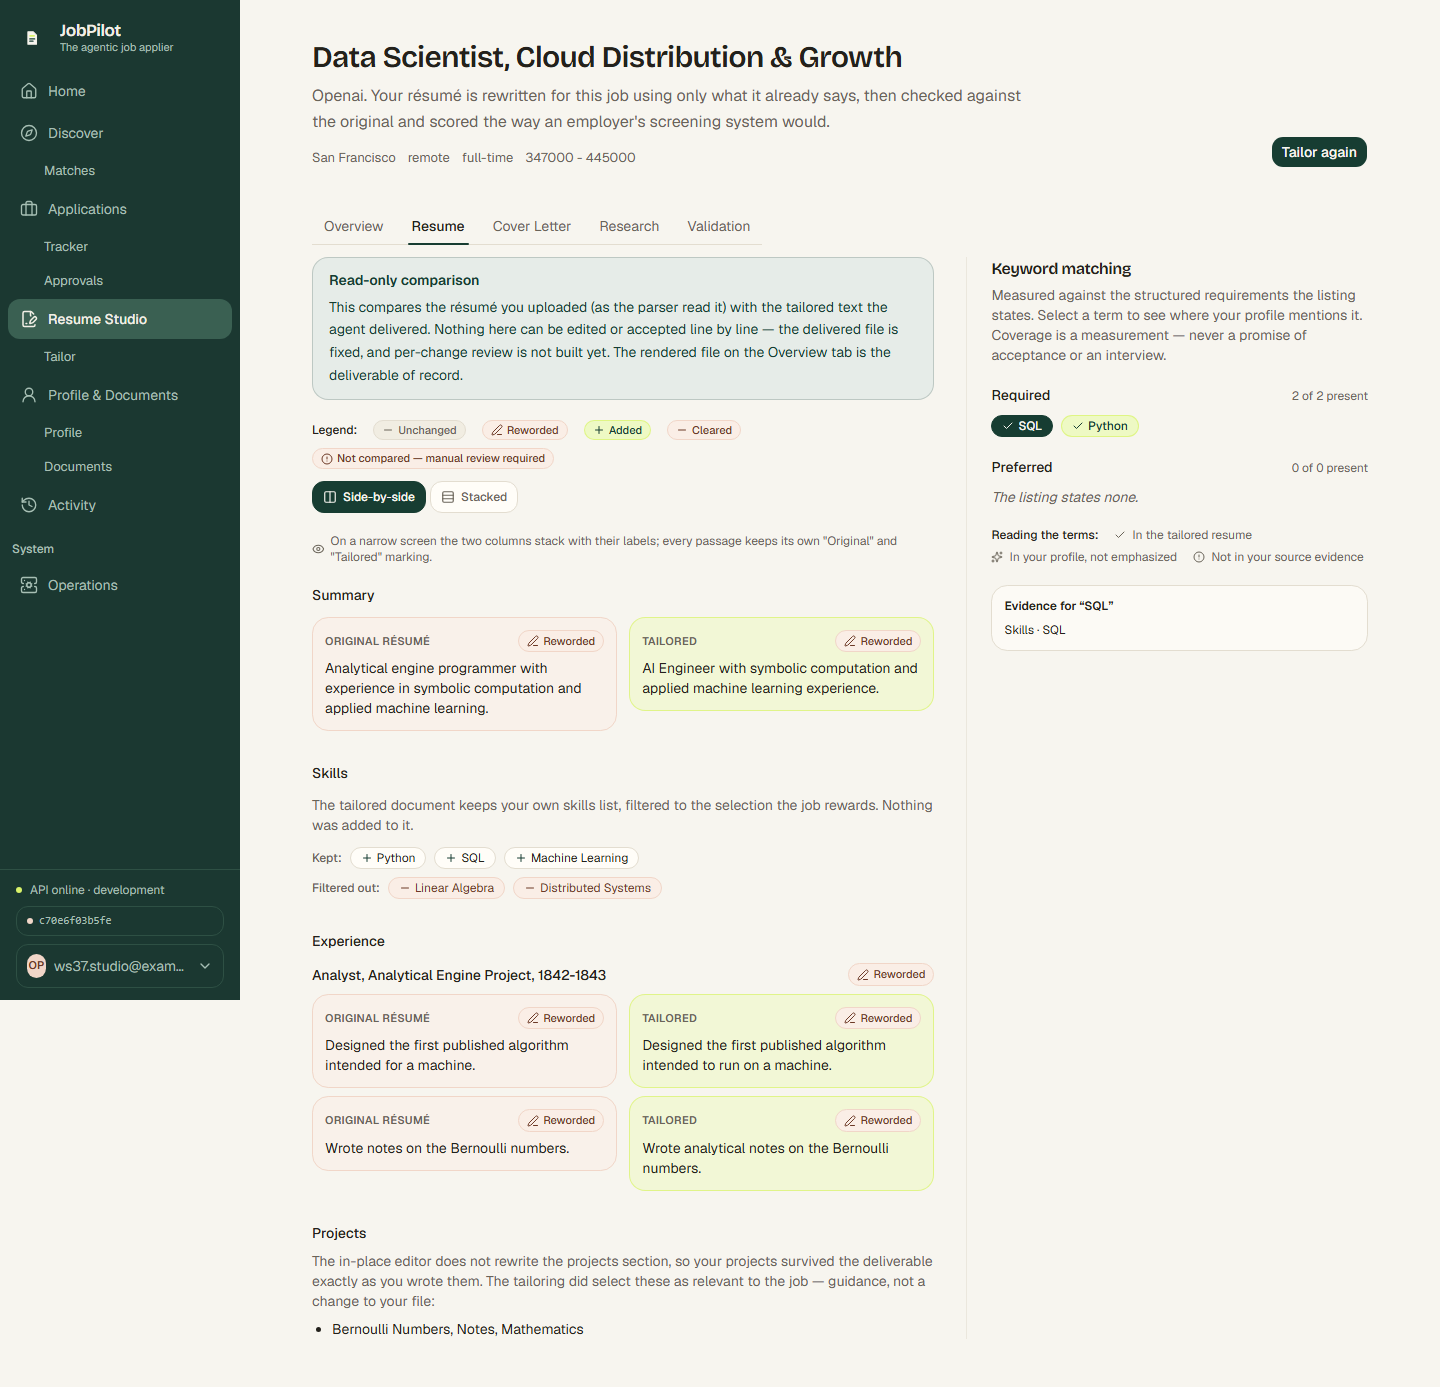 JobPilot
The agentic job applier
Home
Discover
Matches
Applications
Tracker
Approvals
Resume Studio
Tailor
Profile & Documents
Profile
Documents
Activity
System
Operations
API online · development
c70e6f03b5fe
OP ws37.studio@exam...
Data Scientist, Cloud Distribution & Growth
Openai. Your résumé is rewritten for this job using only what it already says, then checked against
the original and scored the way an employer's screening system would.
San Francisco remote full-time 347000 - 445000
Tailor again
Overview Resume Cover Letter Research Validation
Read-only comparison
This compares the résumé you uploaded (as the parser read it) with the tailored text the
agent delivered. Nothing here can be edited or accepted line by line — the delivered file is
fixed, and per-change review is not built yet. The rendered file on the Overview tab is the
deliverable of record.
Legend: Unchanged Reworded Added Cleared
Not compared — manual review required
Side-by-side Stacked
On a narrow screen the two columns stack with their labels; every passage keeps its own "Original" and
"Tailored" marking.
Summary
ORIGINAL RÉSUMÉ Reworded
Analytical engine programmer with
experience in symbolic computation and
applied machine learning.
TAILORED Reworded
AI Engineer with symbolic computation and
applied machine learning experience.
Skills
The tailored document keeps your own skills list, filtered to the selection the job rewards. Nothing
was added to it.
Kept: Python SQL Machine Learning
Filtered out: Linear Algebra Distributed Systems
Experience
Analyst, Analytical Engine Project, 1842-1843 Reworded
ORIGINAL RÉSUMÉ Reworded
Designed the first published algorithm
intended for a machine.
TAILORED Reworded
Designed the first published algorithm
intended to run on a machine.
ORIGINAL RÉSUMÉ Reworded
Wrote notes on the Bernoulli numbers.
TAILORED Reworded
Wrote analytical notes on the Bernoulli
numbers.
Projects
The in-place editor does not rewrite the projects section, so your projects survived the deliverable
exactly as you wrote them. The tailoring did select these as relevant to the job — guidance, not a
change to your file:
Bernoulli Numbers, Notes, Mathematics
Keyword matching
Measured against the structured requirements the listing
states. Select a term to see where your profile mentions it.
Coverage is a measurement — never a promise of
acceptance or an interview.
Required 2 of 2 present
SQL Python
Preferred 0 of 0 present
The listing states none.
Reading the terms: In the tailored resume
In your profile, not emphasized Not in your source evidence
Evidence for “SQL”
Skills · SQL